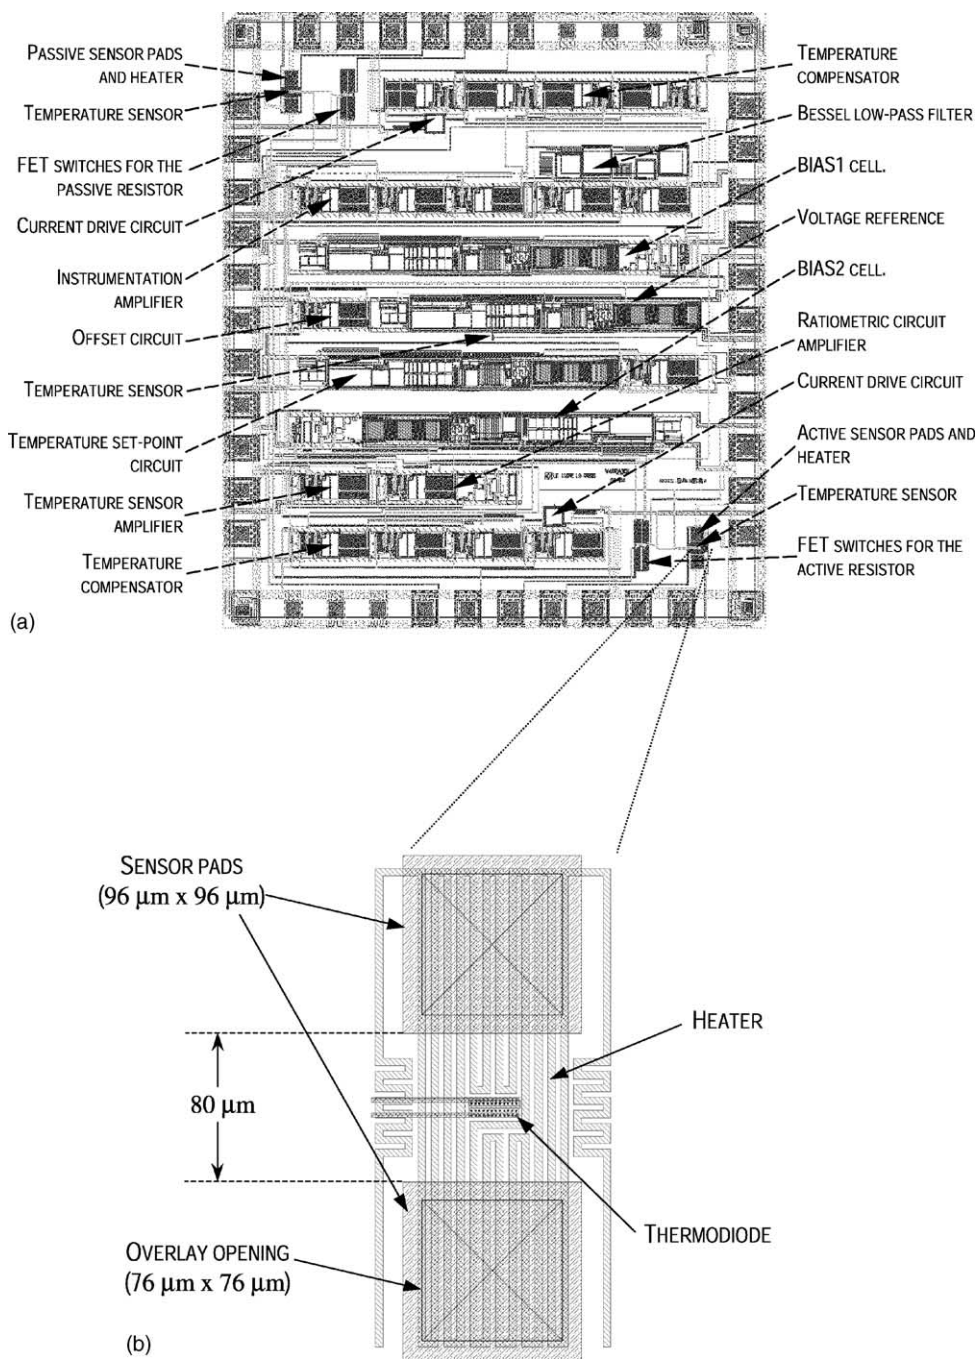 PASSIVE SENSOR PADS
AND HEATER
TEMPERATURE SENSOR
FET SWITCHES FOR THE
PASSIVE RESISTOR
CURRENT DRIVE CIRCUIT
INSTRUMENTATION
AMPLIFIER
OFFSET CIRCUIT
TEMPERATURE SENSOR
TEMPERATURE SET-POINT
CIRCUIT
TEMPERATURE SENSOR
AMPLIFIER
TEMPERATURE
COMPENSATOR
TEMPERATURE
COMPENSATOR
BESSEL LOW-PASS FILTER
BIAS1 CELL.
VOLTAGE REFERENCE
BIAS2 CELL.
RATIOMETRIC CIRCUIT
AMPLIFIER
CURRENT DRIVE CIRCUIT
ACTIVE SENSOR PADS AND
HEATER
TEMPERATURE SENSOR
FET SWITCHES FOR THE
ACTIVE RESISTOR
(a)
SENSOR PADS
(96 µm x 96 µm)
HEATER
80 µm
THERMODIODE
OVERLAY OPENING
(76 µm x 76 µm)
(b)